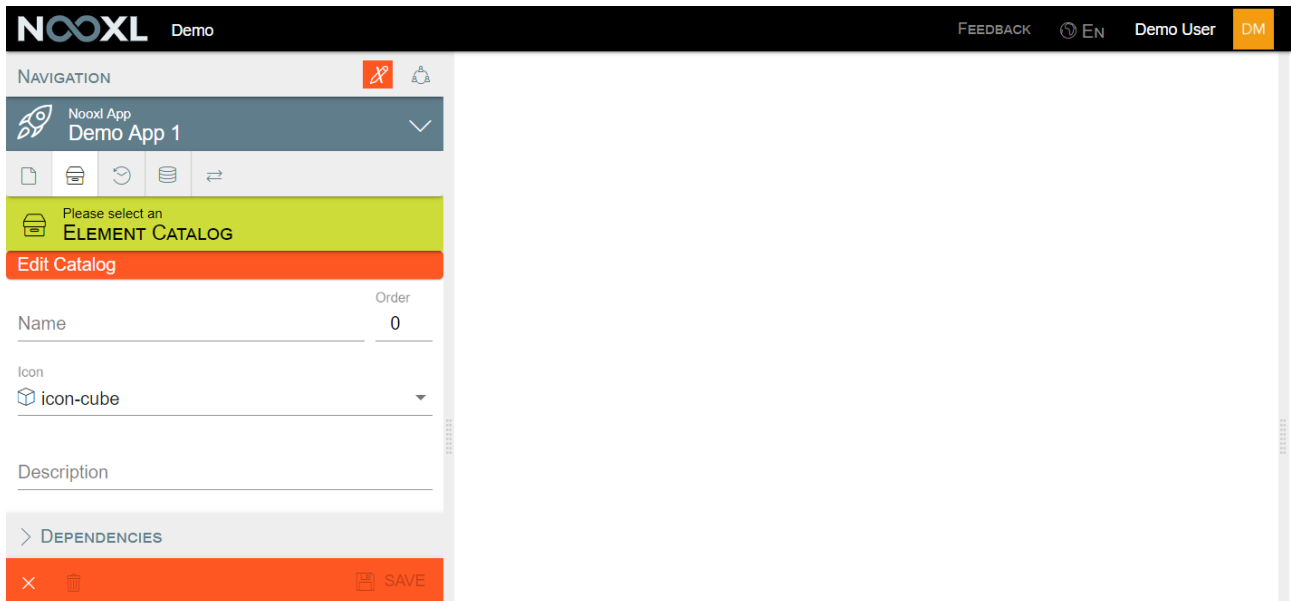 NOOXL Demo FEEDBACK EN Demo User DM
NAVIGATION
Nooxl App
Demo App 1
Please select an
ELEMENT CATALOG
Edit Catalog
Order
Name 0
Icon
icon-cube
Description
DEPENDENCIES
SAVE